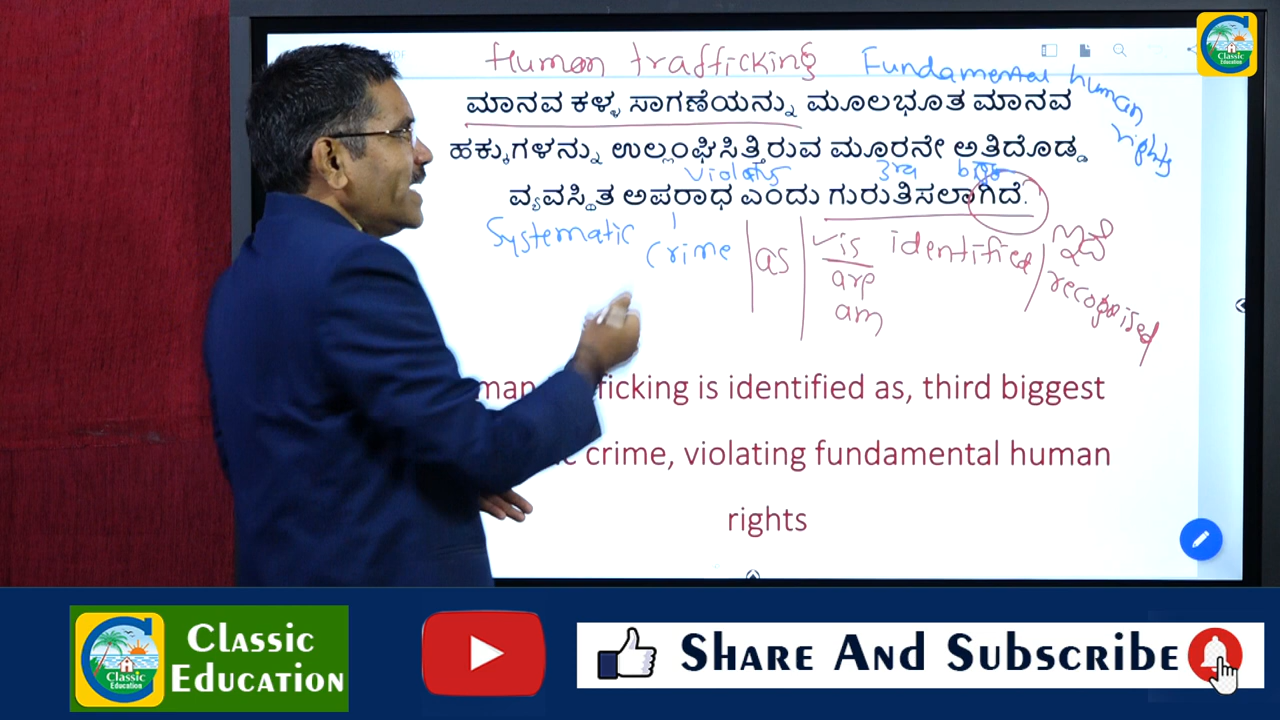 Human trafficking
Fundamental human rights
ಮಾನವ ಕಳ್ಳ ಸಾಗಣೆಯನ್ನು ಮೂಲಭೂತ ಮಾನವ
ಹಕ್ಕುಗಳನ್ನು ಉಲ್ಲಂಘಿಸಿತ್ತಿರುವ ಮೂರನೇ ಅತಿದೊಡ್ಡ
3rd
ವ್ಯವಸ್ಥಿತ ಅಪರಾಧ ಎಂದು ಗುರುತಿಸಲಾಗಿದೆ.
Systematic crime as is identified ಇದೆ
are recognised
am
ficking is identified as, third biggest
crime, violating fundamental human
rights
Classic
Education
Classic
Education
Classic
Education
Share And Subscribe